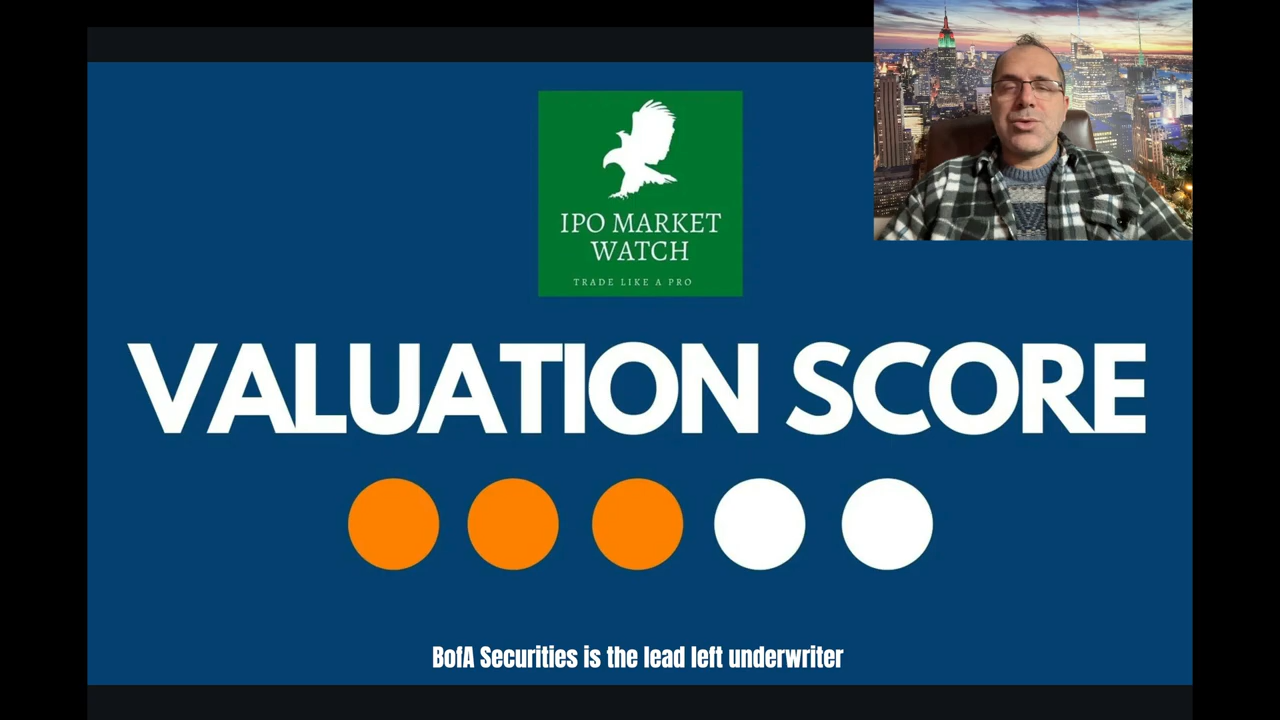 IPO MARKET
WATCH
TRADE LIKE A PRO
VALUATION SCORE
BofA Securities is the lead left underwriter